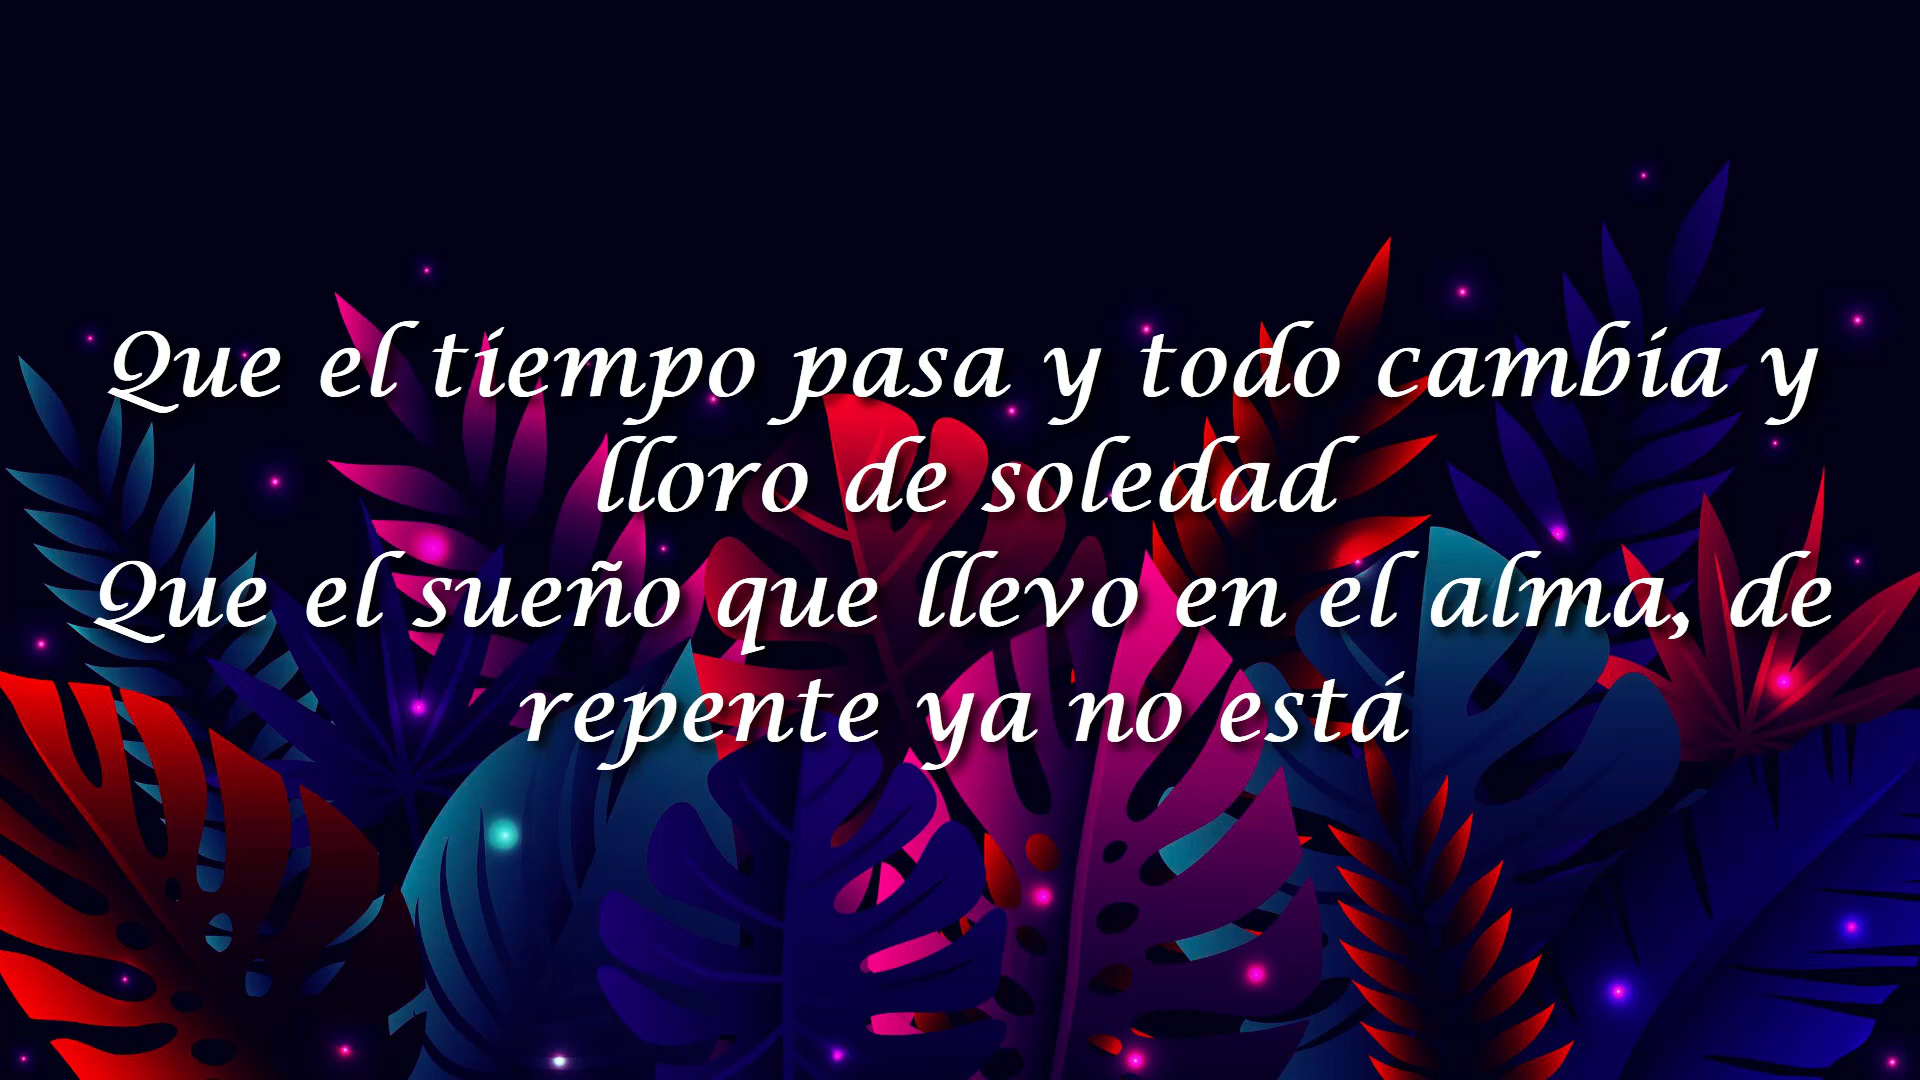 Que el tiempo pasa y todo cambia y
lloro de soledad
Que el sueño que llevo en el alma, de
repente ya no está